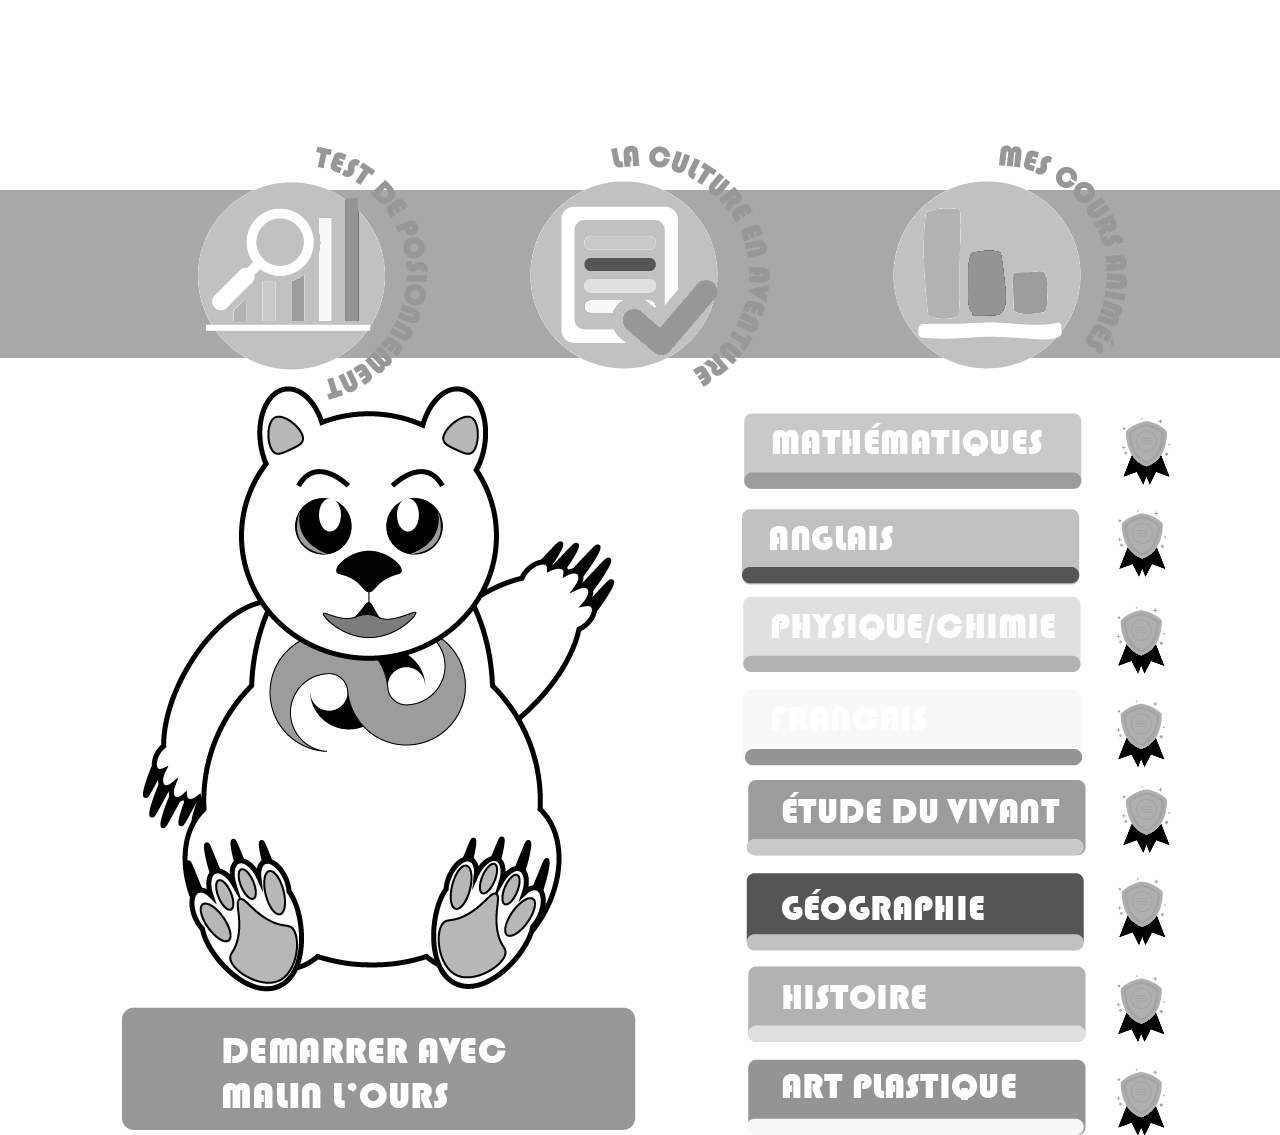 TEST DE POSIONNEMENT
LA CULTURE EN AVENTURE
MES COURS ANIMÉS
MATHÉMATIQUES
ANGLAIS
PHYSIQUE/CHIMIE
FRANCAIS
ÉTUDE DU VIVANT
GÉOGRAPHIE
HISTOIRE
ART PLASTIQUE
DEMARRER AVEC
MALIN L'OURS